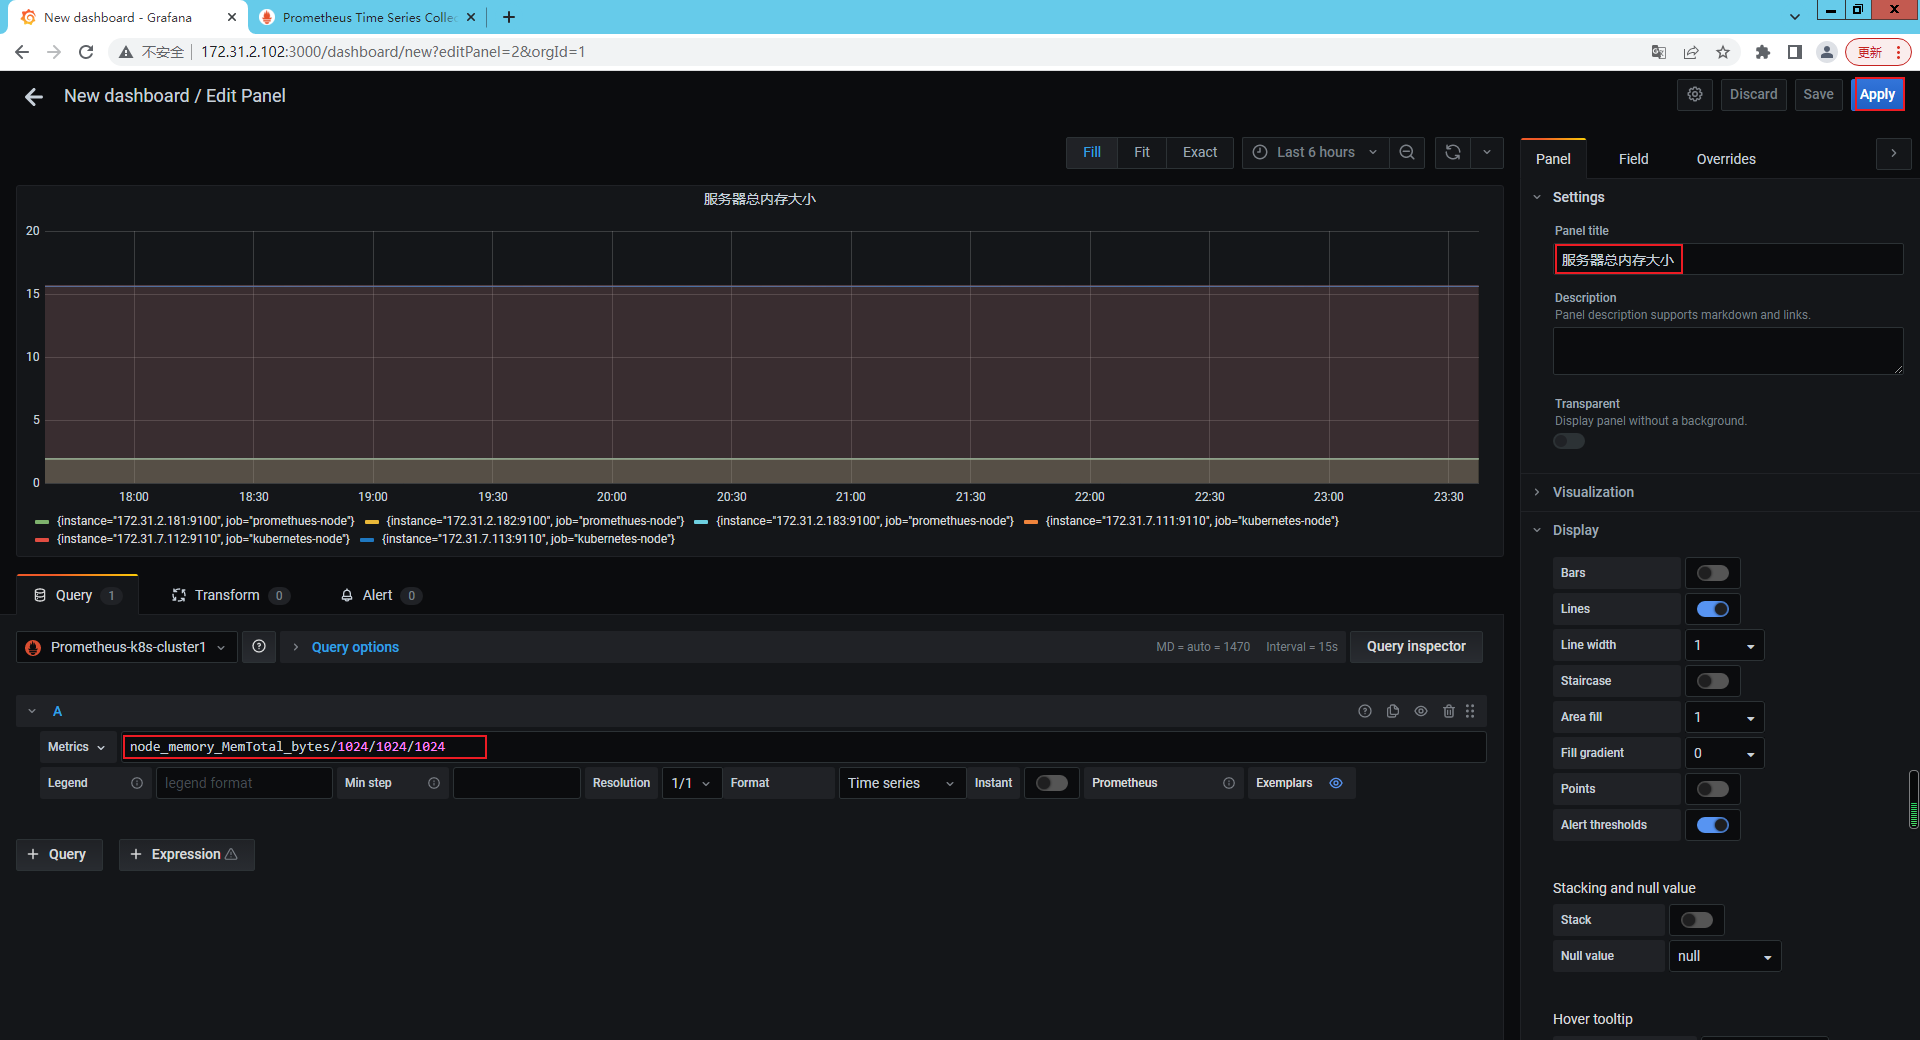 New dashboard - Grafana
Prometheus Time Series Collec
不安全
172.31.2.102:3000/dashboard/new?editPanel=2&orgId=1
更新
New dashboard / Edit Panel
Discard
Save
Apply
Fill
Fit
Exact
Last 6 hours
服务器总内存大小
20
15
10
5
0
18:00
18:30
19:00
19:30
20:00
20:30
21:00
21:30
22:00
22:30
23:00
23:30
{instance="172.31.2.181:9100", job="promethues-node"}
{instance="172.31.2.182:9100", job="promethues-node"}
{instance="172.31.2.183:9100", job="promethues-node"}
{instance="172.31.7.111:9110", job="kubernetes-node"}
{instance="172.31.7.112:9110", job="kubernetes-node"}
{instance="172.31.7.113:9110", job="kubernetes-node"}
Query 1
Transform 0
Alert 0
Prometheus-k8s-cluster1
Query options
MD = auto = 1470
Interval = 15s
Query inspector
A
Metrics
node_memory_MemTotal_bytes/1024/1024/1024
Legend
legend format
Min step
Resolution
1/1
Format
Time series
Instant
Prometheus
Exemplars
+ Query
+ Expression
Panel
Field
Overrides
Settings
Panel title
服务器总内存大小
Description
Panel description supports markdown and links.
Transparent
Display panel without a background.
Visualization
Display
Bars
Lines
Line width
1
Staircase
Area fill
1
Fill gradient
0
Points
Alert thresholds
Stacking and null value
Stack
Null value
null
Hover tooltip